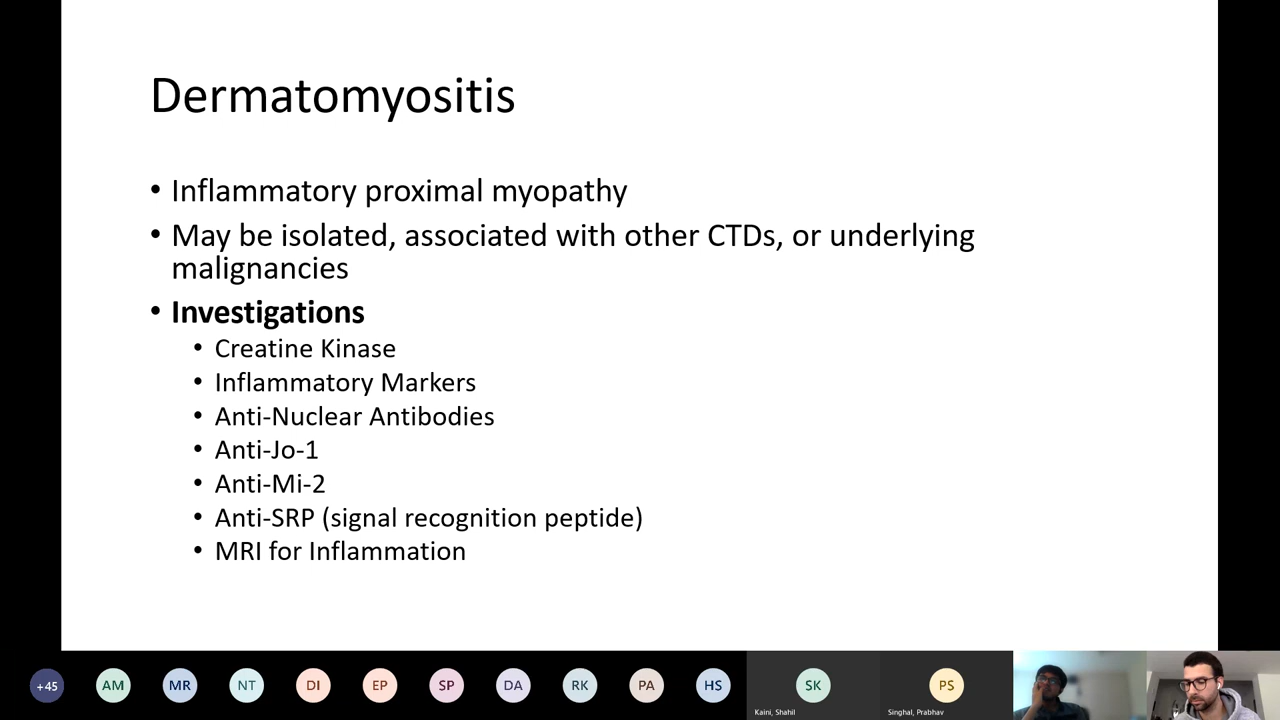 Dermatomyositis
• Inflammatory proximal myopathy
• May be isolated, associated with other CTDs, or underlying
malignancies
• Investigations
• Creatine Kinase
• Inflammatory Markers
• Anti-Nuclear Antibodies
• Anti-Jo-1
• Anti-Mi-2
• Anti-SRP (signal recognition peptide)
• MRI for Inflammation
+45 AM MR NT DI EP SP DA RK PA HS SK PS
Kaini, Shahil Singhal, Prabhav